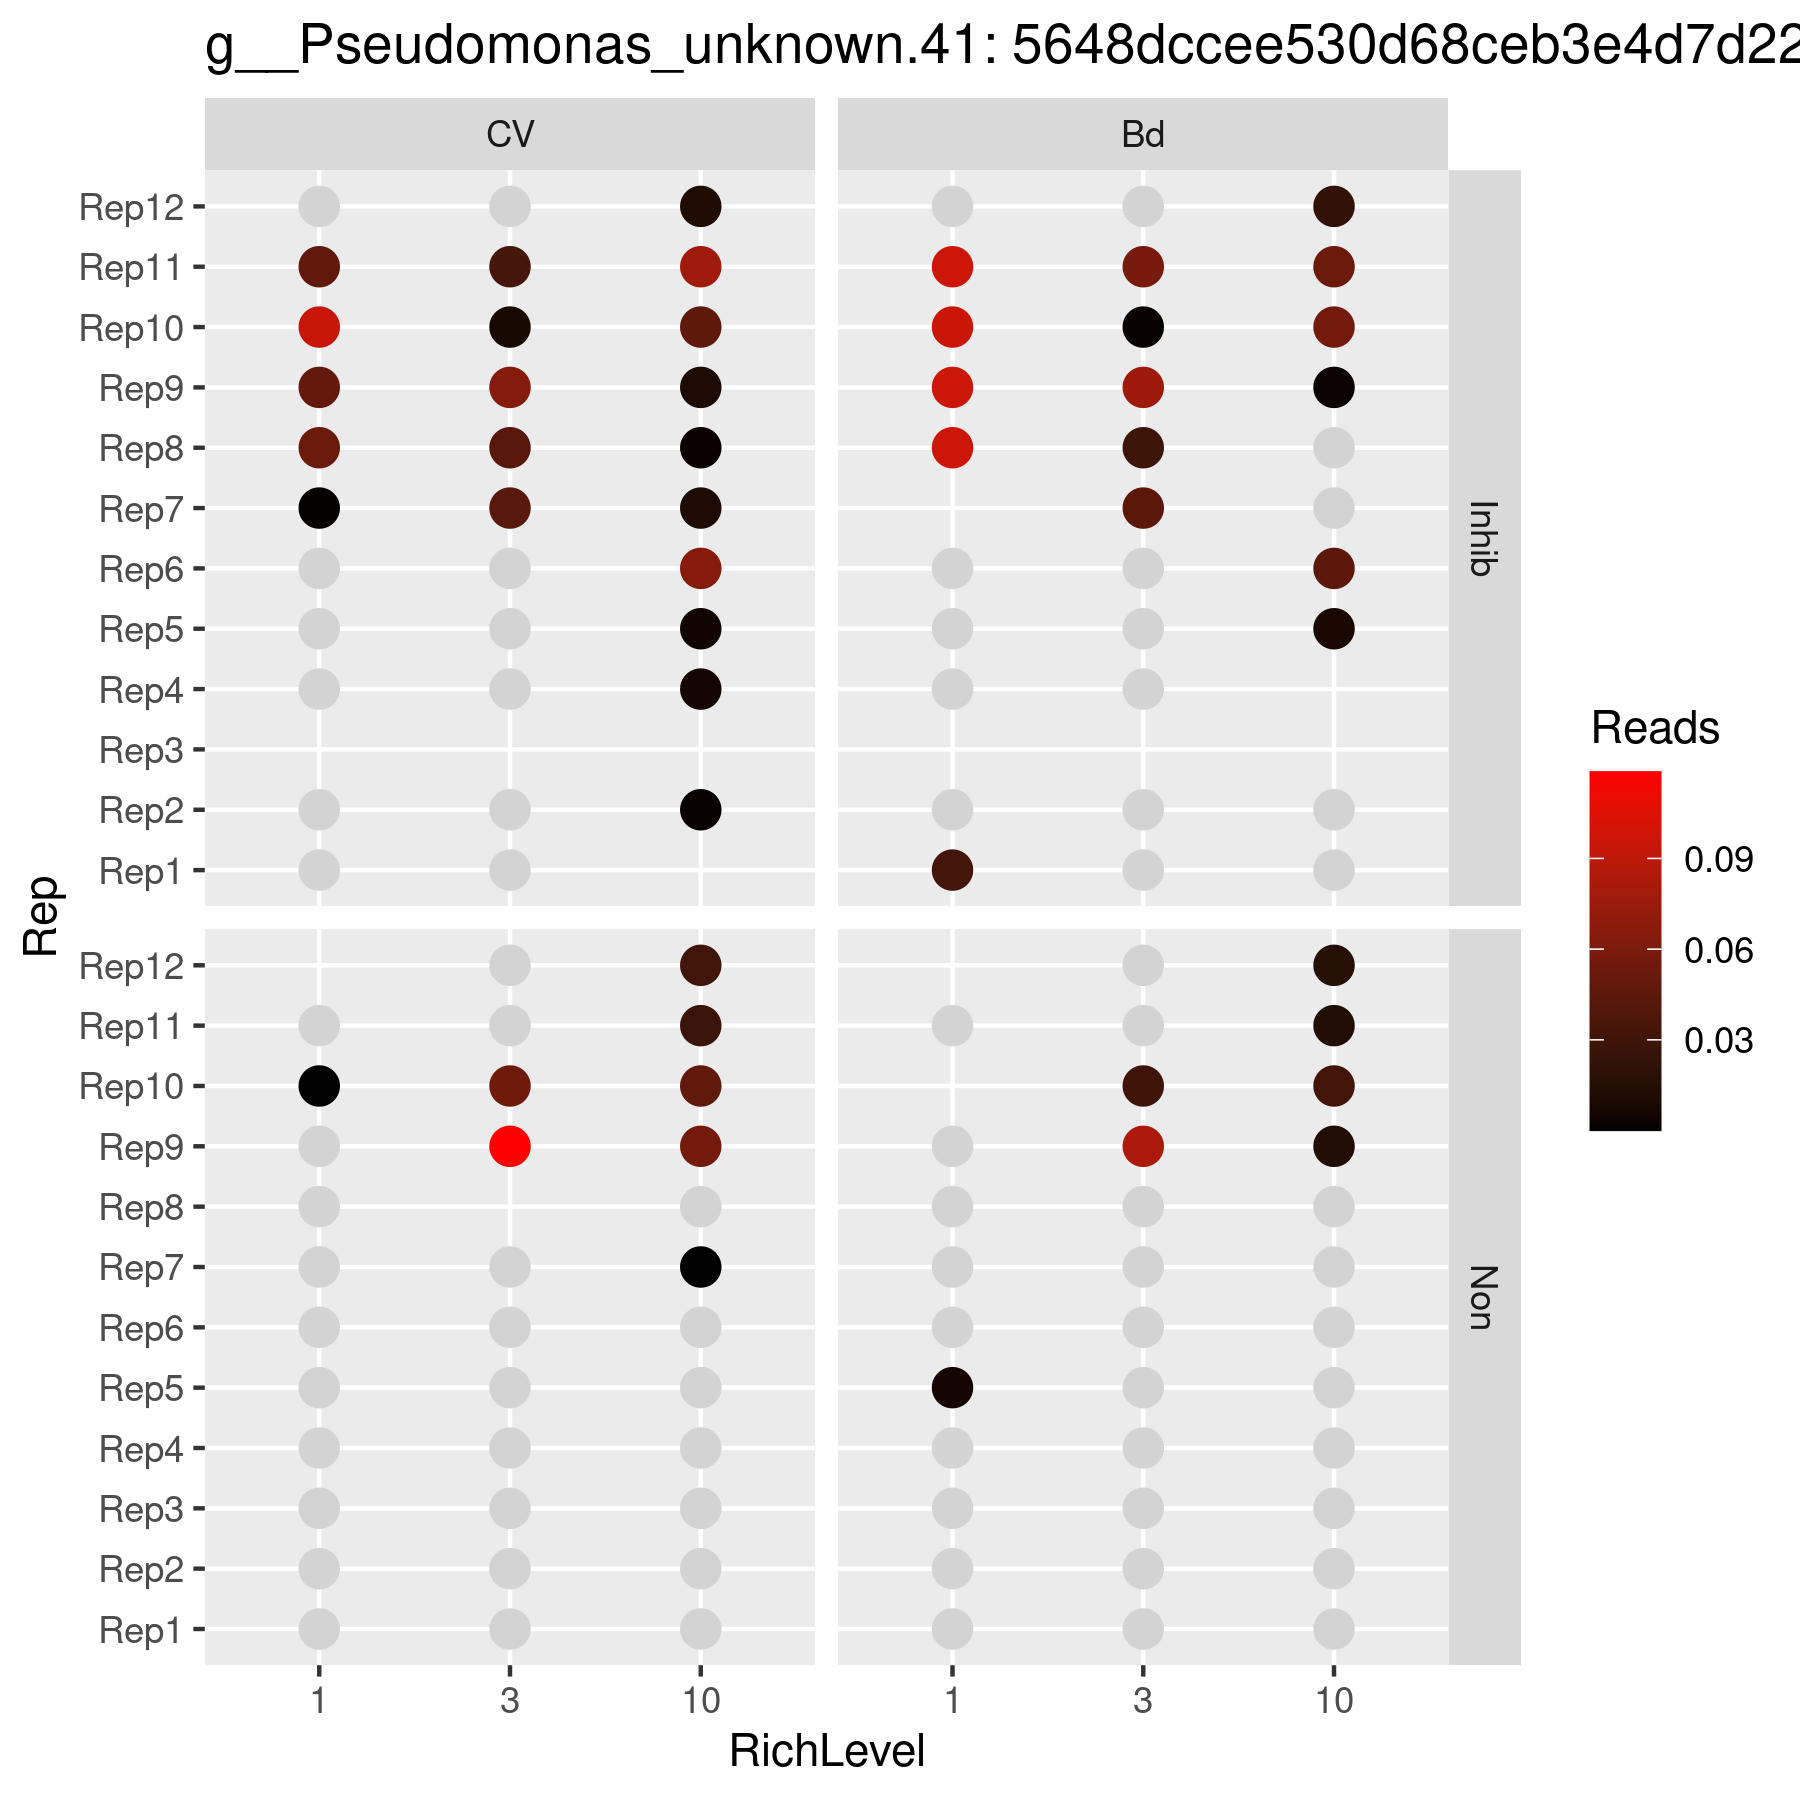 g__Pseudomonas_unknown.41: 5648dccee530d68ceb3e4d7d22
CV
Bd
Rep12
Rep11
Rep10
Rep9
Rep8
Rep7
Rep6
Rep5
Rep4
Rep3
Rep2
Rep1
Inhib
Rep12
Rep11
Rep10
Rep9
Rep8
Rep7
Rep6
Rep5
Rep4
Rep3
Rep2
Rep1
Non
Rep
1 3 10 1 3 10
RichLevel
Reads
0.09
0.06
0.03